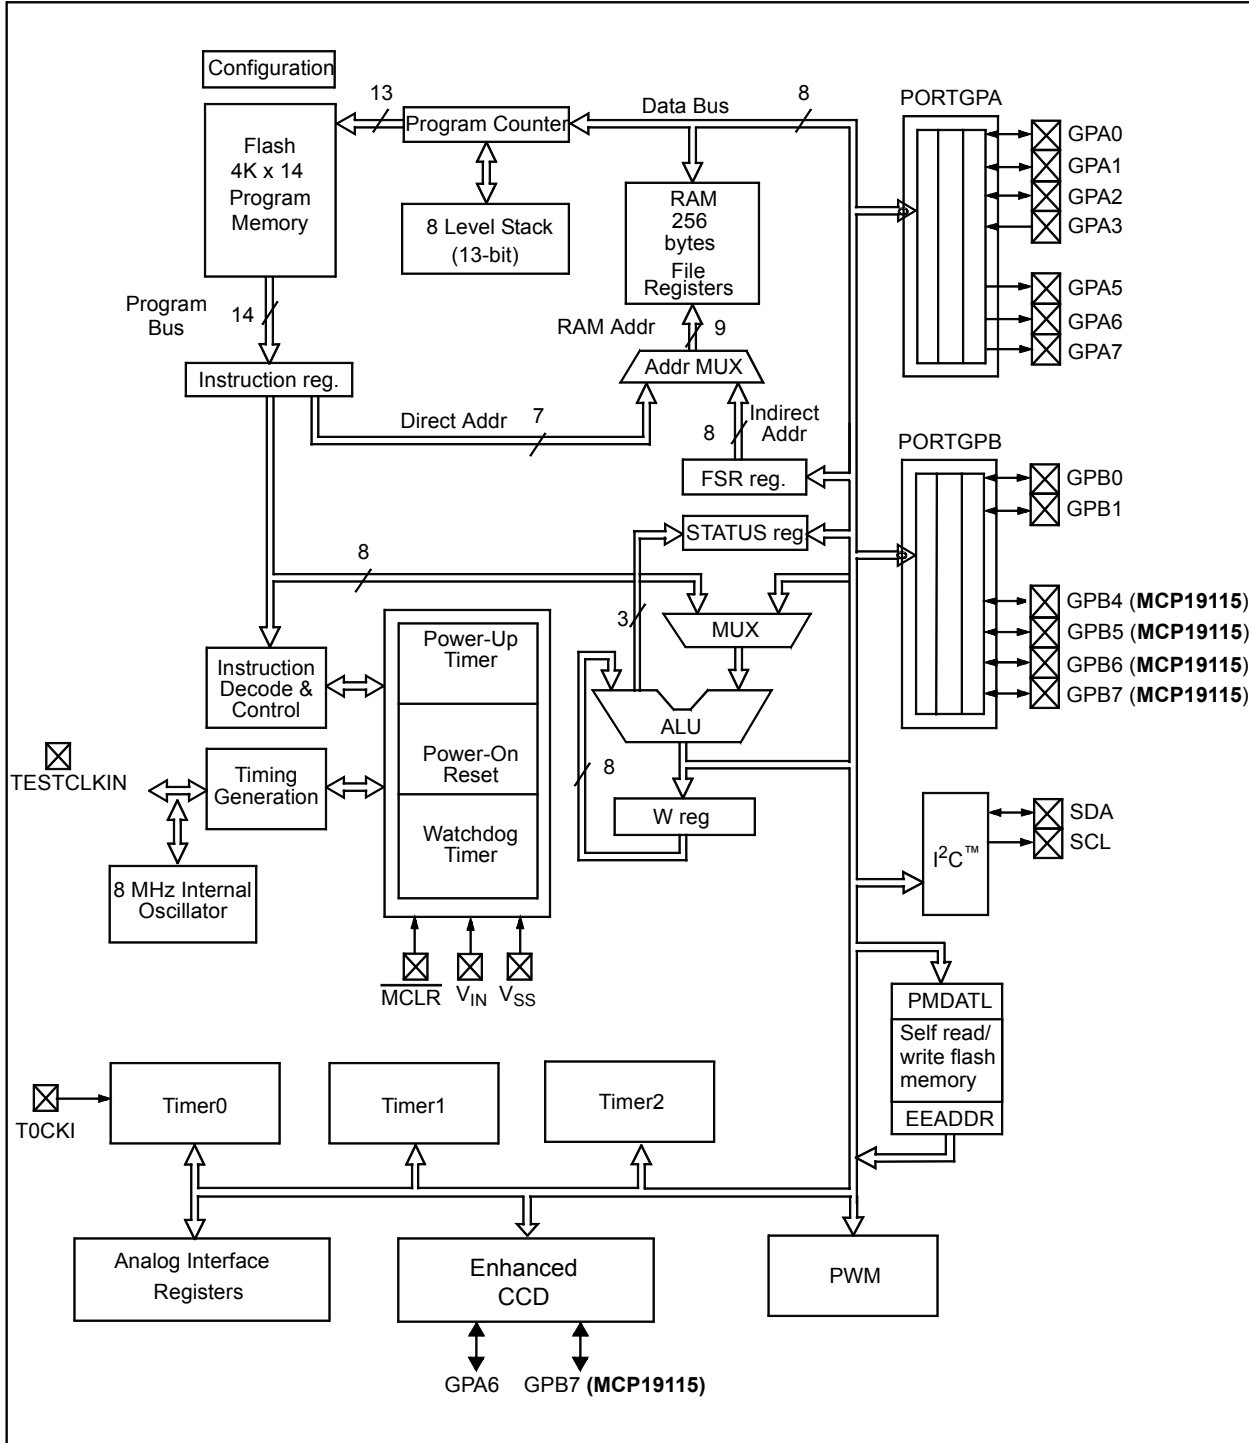 Configuration
13
Data Bus
8
PORTGPA
Program Counter
Flash
4K x 14
Program
Memory
8 Level Stack
(13-bit)
RAM
256
bytes
File
Registers
GPA0
GPA1
GPA2
GPA3
GPA5
GPA6
GPA7
Program
Bus
14
RAM Addr
9
Addr MUX
Instruction reg.
Direct Addr
7
8
Indirect
Addr
FSR reg.
PORTGPB
GPB0
GPB1
STATUS reg
8
3
MUX
GPB4 (MCP19115)
GPB5 (MCP19115)
GPB6 (MCP19115)
GPB7 (MCP19115)
Power-Up
Timer
Instruction
Decode &
Control
ALU
Power-On
Reset
8
TESTCLKIN
Timing
Generation
W reg
Watchdog
Timer
8 MHz Internal
Oscillator
I2C™
SDA
SCL
MCLR
VIN
VSS
PMDATL
Self read/
write flash
memory
EEADDR
T0CKI
Timer0
Timer1
Timer2
Analog Interface
Registers
Enhanced
CCD
PWM
GPA6
GPB7 (MCP19115)